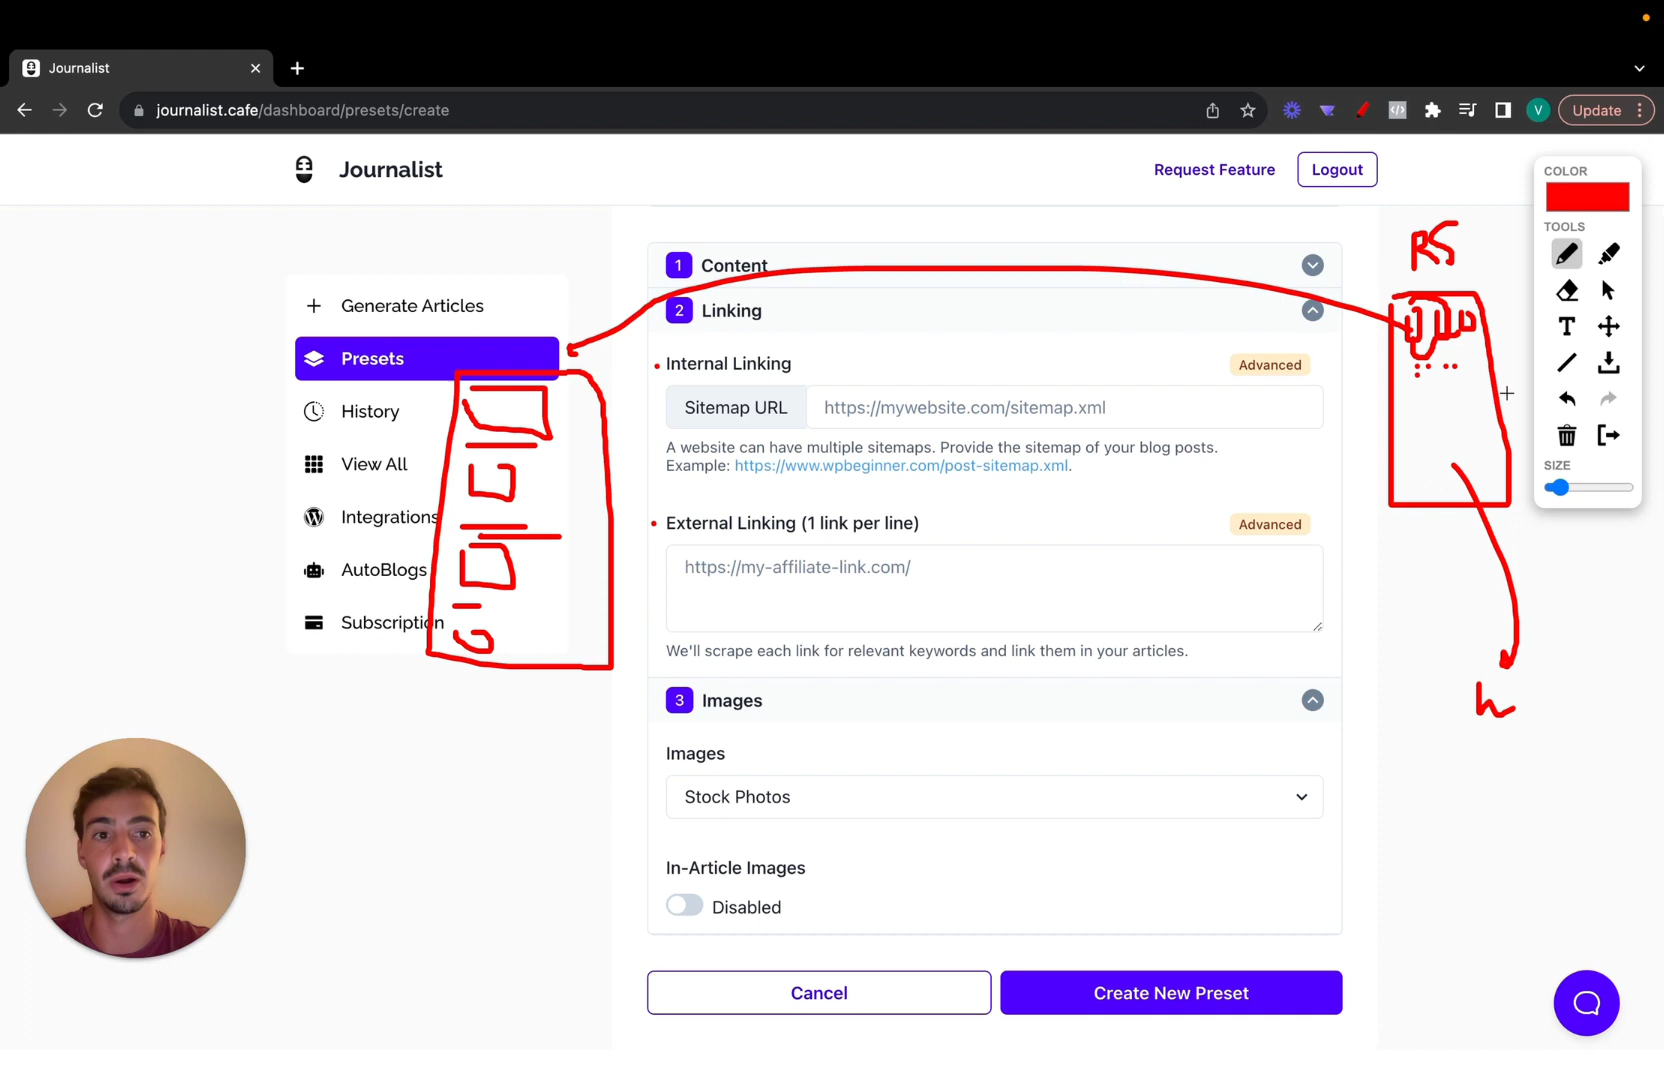 Journalist
journalist.cafe/dashboard/presets/create
V
Update
Journalist
Request Feature
Logout
COLOR
TOOLS
SIZE
Generate Articles
Presets
History
View All
Integrations
AutoBlogs
Subscription
1 Content
2 Linking
Internal Linking
Advanced
Sitemap URL
https://mywebsite.com/sitemap.xml
A website can have multiple sitemaps. Provide the sitemap of your blog posts.
Example: https://www.wpbeginner.com/post-sitemap.xml.
External Linking (1 link per line)
Advanced
https://my-affiliate-link.com/
We'll scrape each link for relevant keywords and link them in your articles.
3 Images
Images
Stock Photos
In-Article Images
Disabled
Cancel
Create New Preset